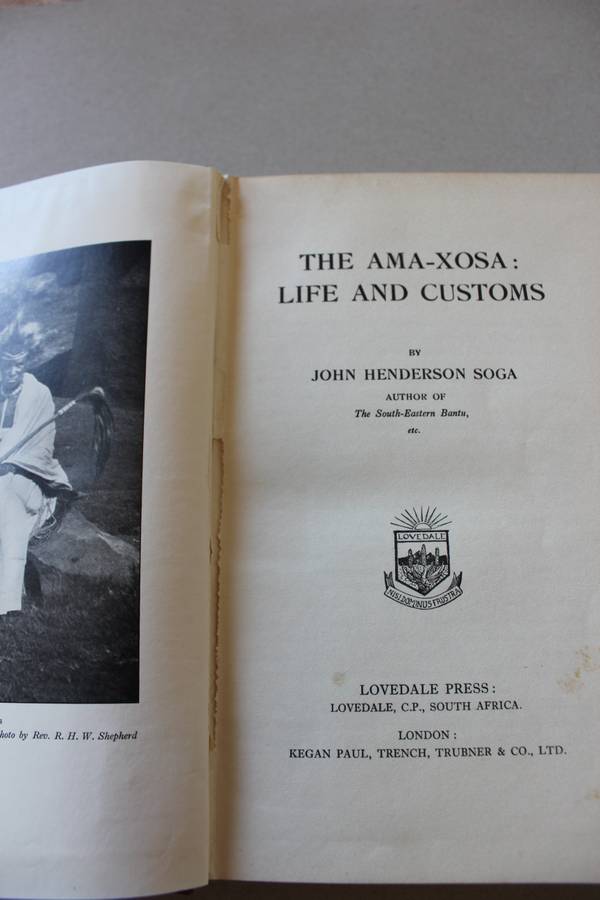 hoto by Rev. R. H. W. Shepherd
THE AMA-XOSA:
LIFE AND CUSTOMS
BY
JOHN HENDERSON SOGA
AUTHOR OF
The South-Eastern Bantu,
etc.
LOVEDALE
NISI DOMINUS FRUSTRA
LOVEDALE PRESS:
LOVEDALE, C.P., SOUTH AFRICA.
LONDON:
KEGAN PAUL, TRENCH, TRUBNER & CO., LTD.